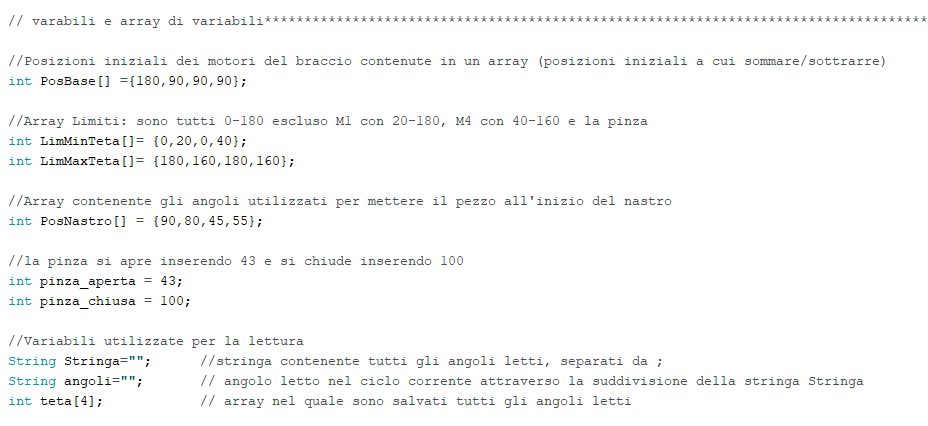 // varabili e array di variabili***********************************************************************************
//Posizioni iniziali dei motori del braccio contenute in un array (posizioni iniziali a cui sommare/sottrarre)
int PosBase[] ={180,90,90,90};
//Array Limiti: sono tutti 0-180 escluso M1 con 20-180, M4 con 40-160 e la pinza
int LimMinTeta[]= {0,20,0,40};
int LimMaxTeta[]= {180,160,180,160};
//Array contenente gli angoli utilizzati per mettere il pezzo all'inizio del nastro
int PosNastro[] = {90,80,45,55};
//la pinza si apre inserendo 43 e si chiude inserendo 100
int pinza_aperta = 43;
int pinza_chiusa = 100;
//Variabili utilizzate per la lettura
String Stringa=""; //stringa contenente tutti gli angoli letti, separati da ;
String angoli=""; // angolo letto nel ciclo corrente attraverso la suddivisione della stringa Stringa
int teta[4]; // array nel quale sono salvati tutti gli angoli letti